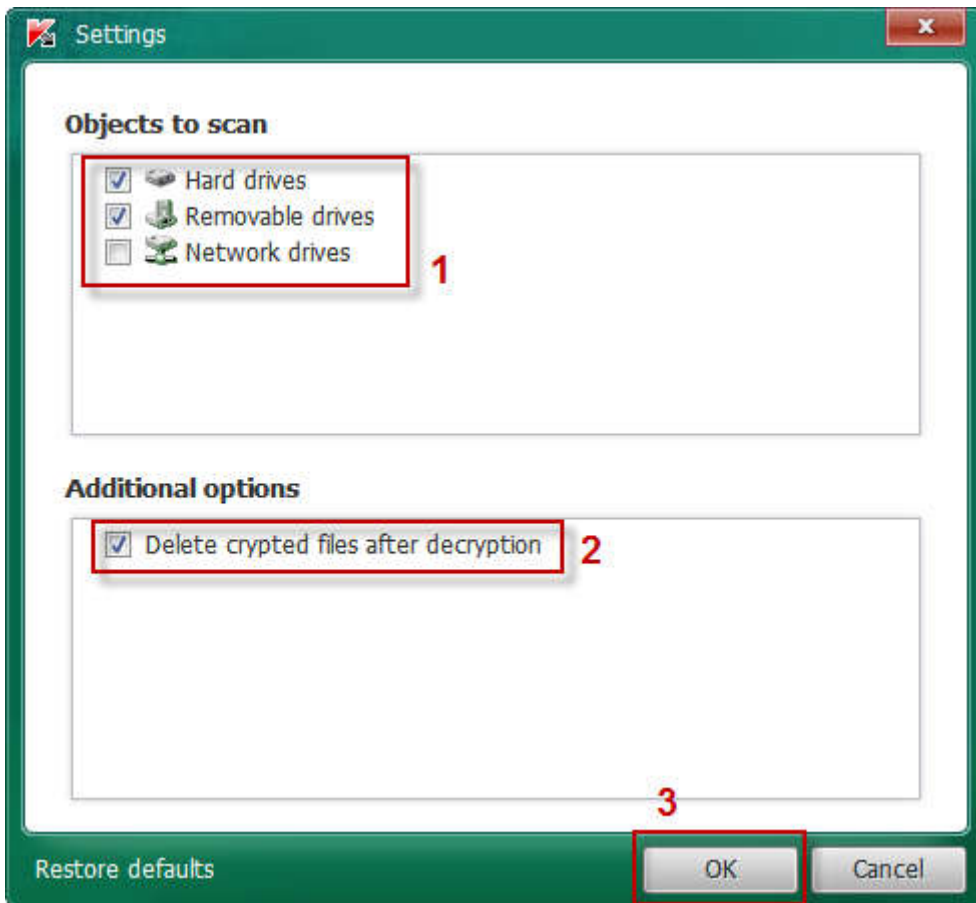 Settings
x
Objects to scan
Hard drives
Removable drives
Network drives
1
Additional options
Delete crypted files after decryption
2
3
Restore defaults
OK
Cancel